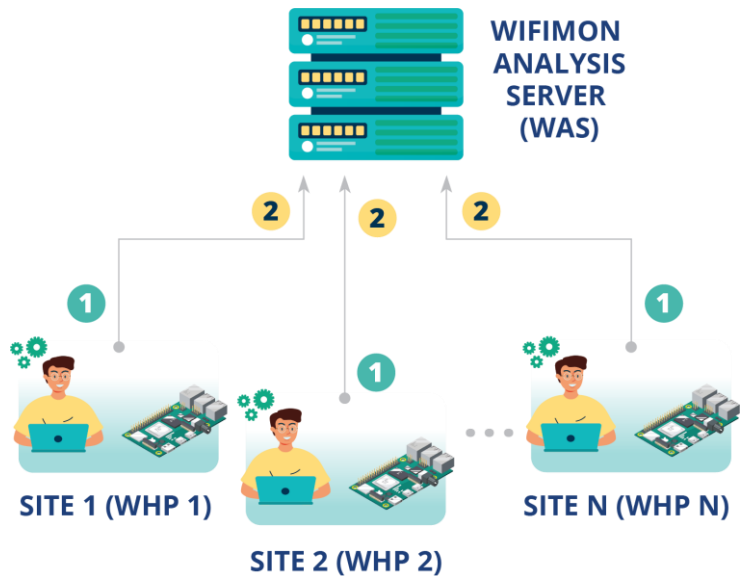 WIFIMON
ANALYSIS
SERVER
(WAS)
2
2
2
1
1
1
SITE 1 (WHP 1)
SITE N (WHP N)
SITE 2 (WHP 2)